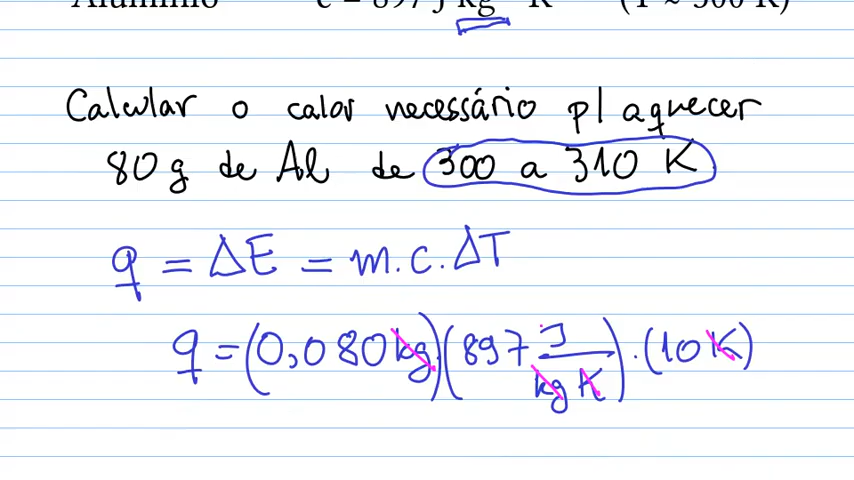 Calcular o calor necessário p/ aquecer
80 g de Al de 300 a 310 K
q = ΔE = m.c.ΔT
q = (0,080 kg)(897 J/kg K).(10 K)